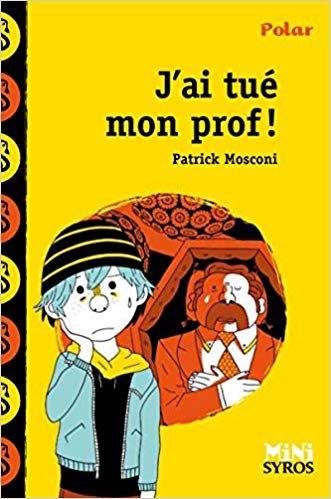 Polar
J'ai tué
mon prof !
Patrick Mosconi
MiNi
SYROS